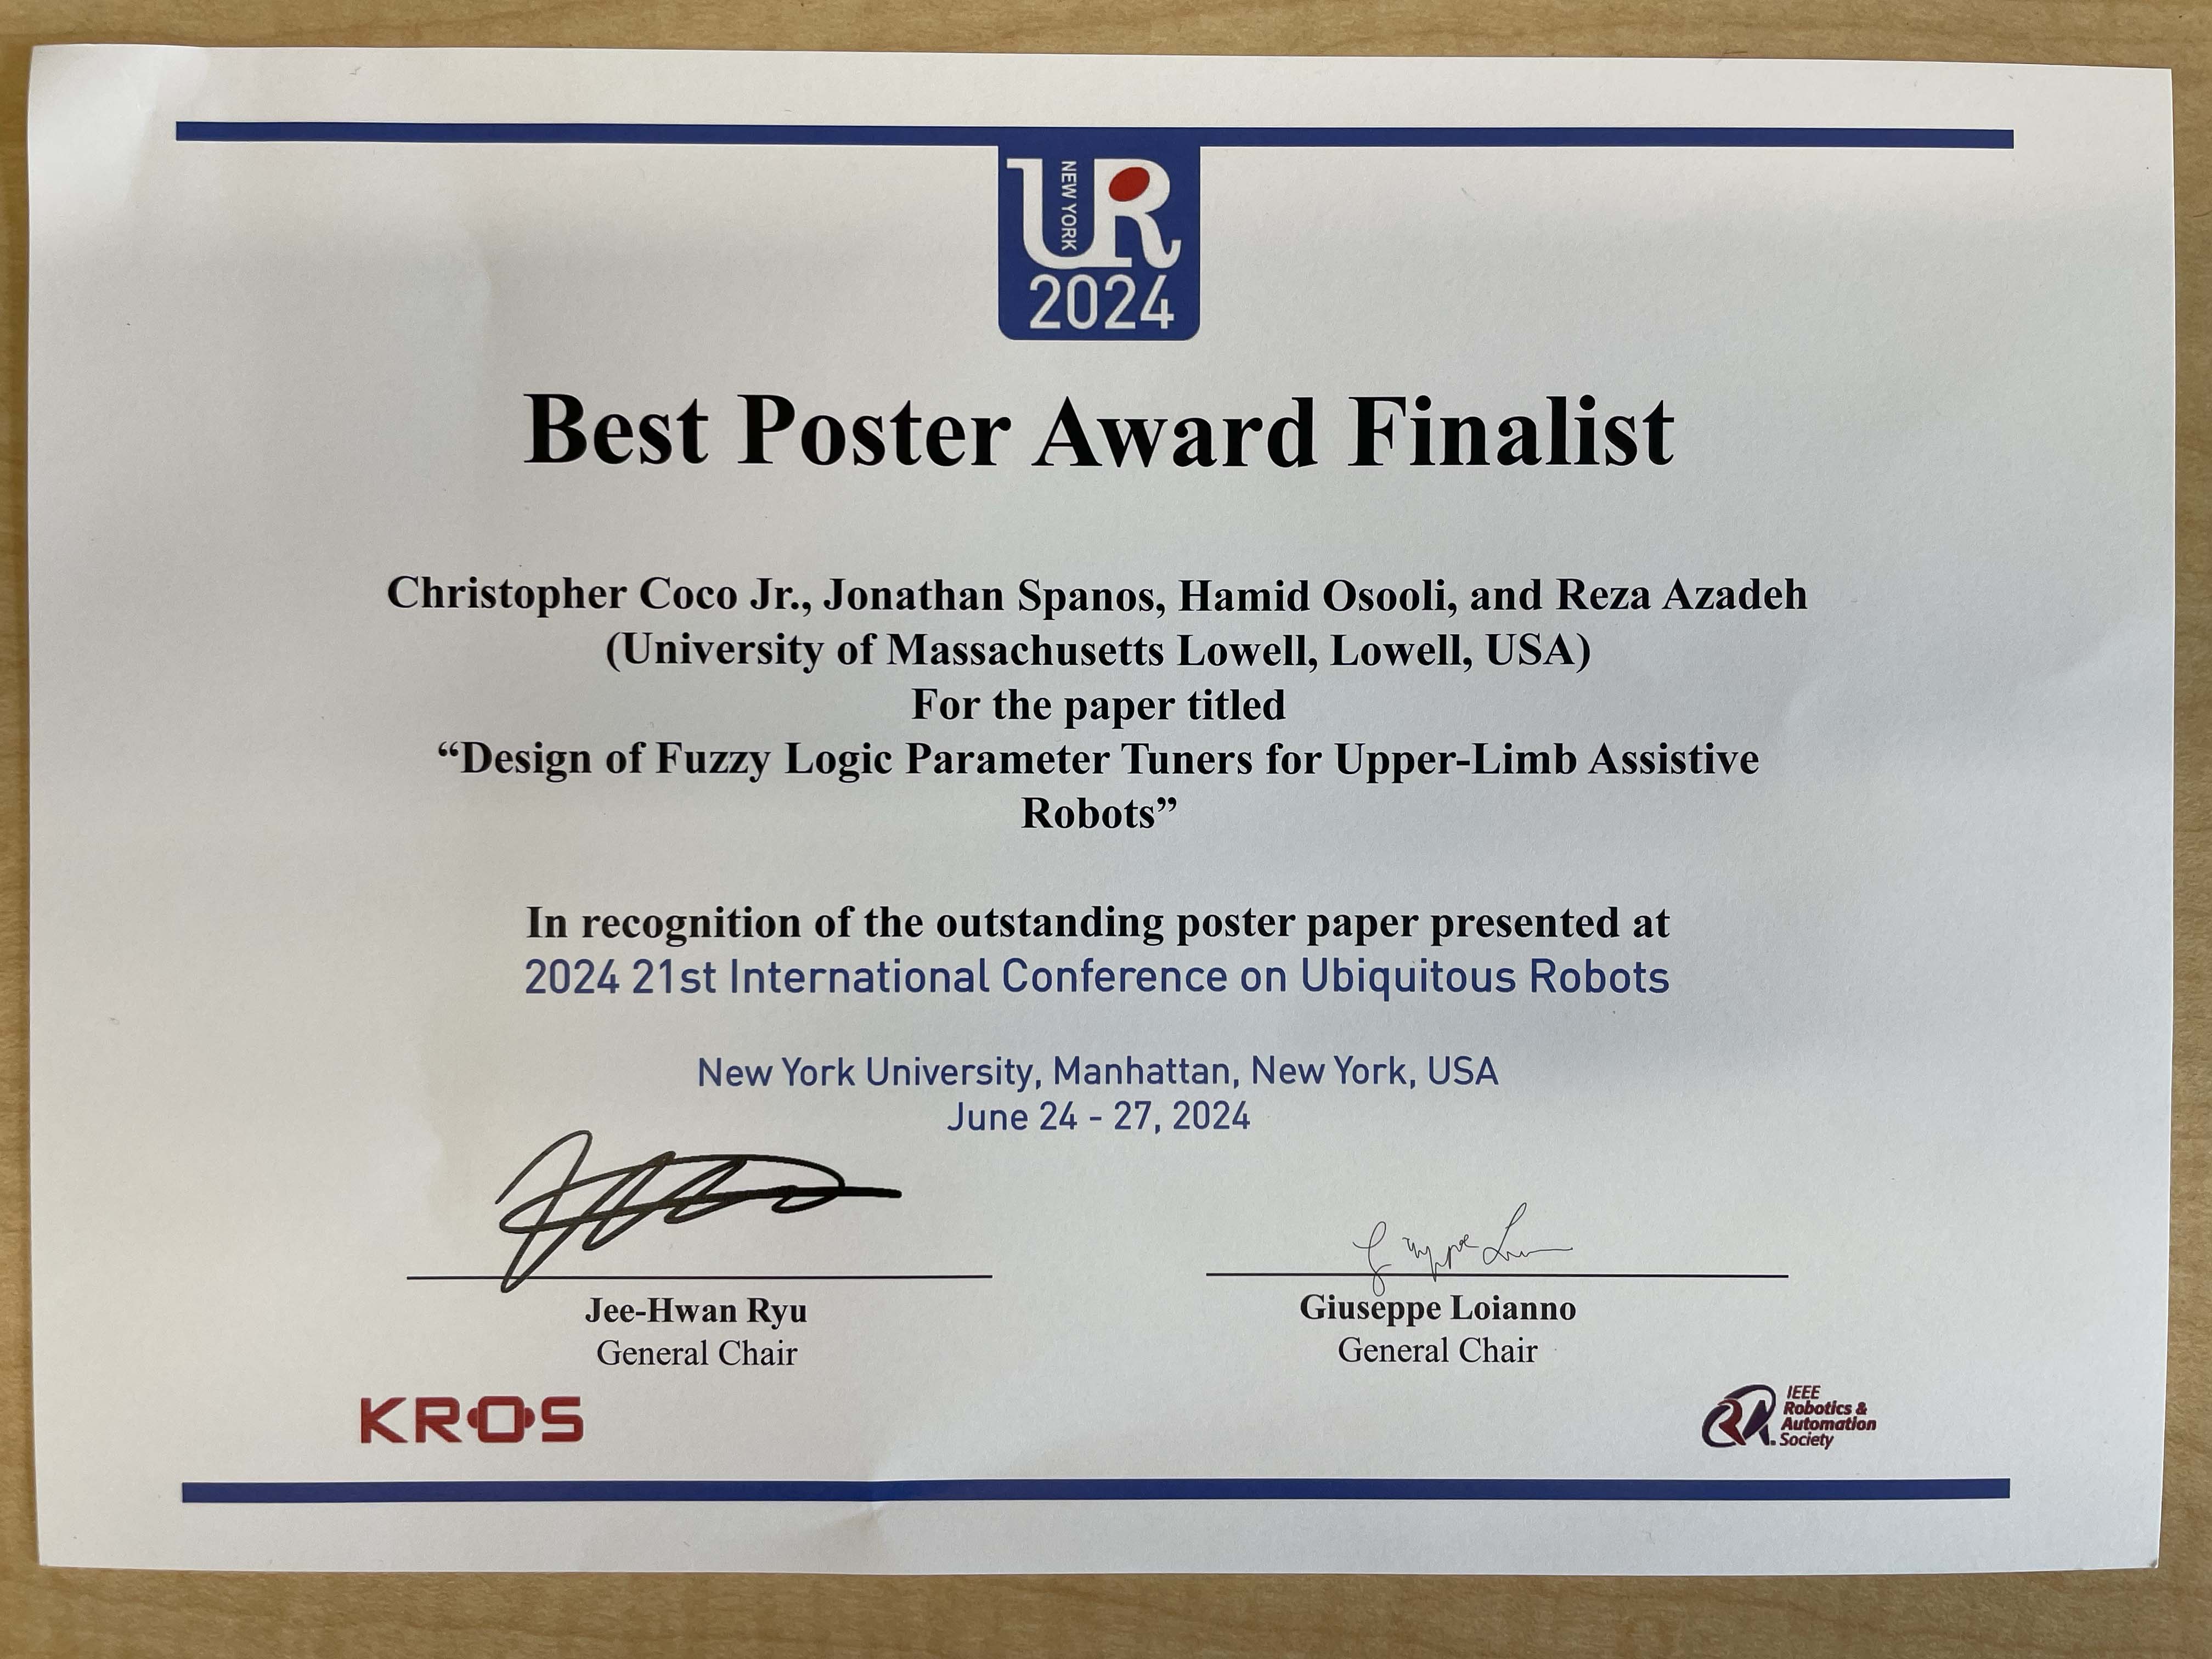 UR
NEW YORK
2024
Best Poster Award Finalist
Christopher Coco Jr., Jonathan Spanos, Hamid Osooli, and Reza Azadeh
(University of Massachusetts Lowell, Lowell, USA)
For the paper titled
“Design of Fuzzy Logic Parameter Tuners for Upper-Limb Assistive
Robots”
In recognition of the outstanding poster paper presented at
2024 21st International Conference on Ubiquitous Robots
New York University, Manhattan, New York, USA
June 24 - 27, 2024
Jee-Hwan Ryu
General Chair
Giuseppe Loianno
General Chair
KROS
IEEE
Robotics &
Automation
Society